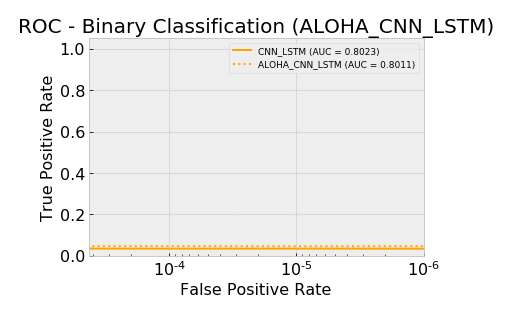 ROC - Binary Classification (ALOHA_CNN_LSTM)
CNN_LSTM (AUC = 0.8023)
ALOHA_CNN_LSTM (AUC = 0.8011)
True Positive Rate
1.0
0.8
0.6
0.4
0.2
0.0
10⁻⁴ 10⁻⁵ 10⁻⁶
False Positive Rate